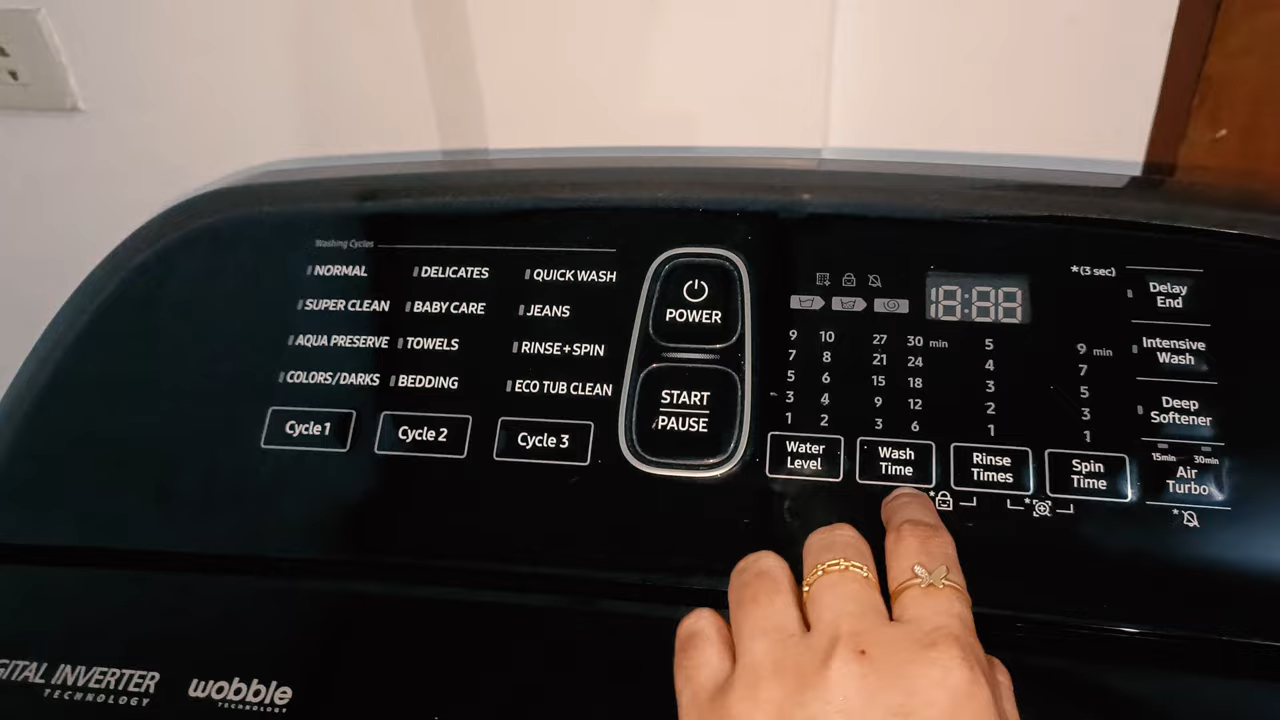 Washing Cycles
NORMAL DELICATES QUICK WASH
SUPER CLEAN BABY CARE JEANS
AQUA PRESERVE TOWELS RINSE+SPIN
COLORS/DARKS BEDDING ECO TUB CLEAN
Cycle 1 Cycle 2 Cycle 3
POWER
START
PAUSE
18:88
9 10 27 30 min 5
7 8 21 24 4 9 min
5 6 15 18 3 7
3 4 9 12 2 5
1 2 3 6 1 3
1
Water
Level
Wash
Time
Rinse
Times
Spin
Time
*
*
*(3 sec)
Delay
End
Intensive
Wash
Deep
Softener
15min 30min
Air
Turbo
*
GITAL INVERTER
TECHNOLOGY
wobble
TECHNOLOGY